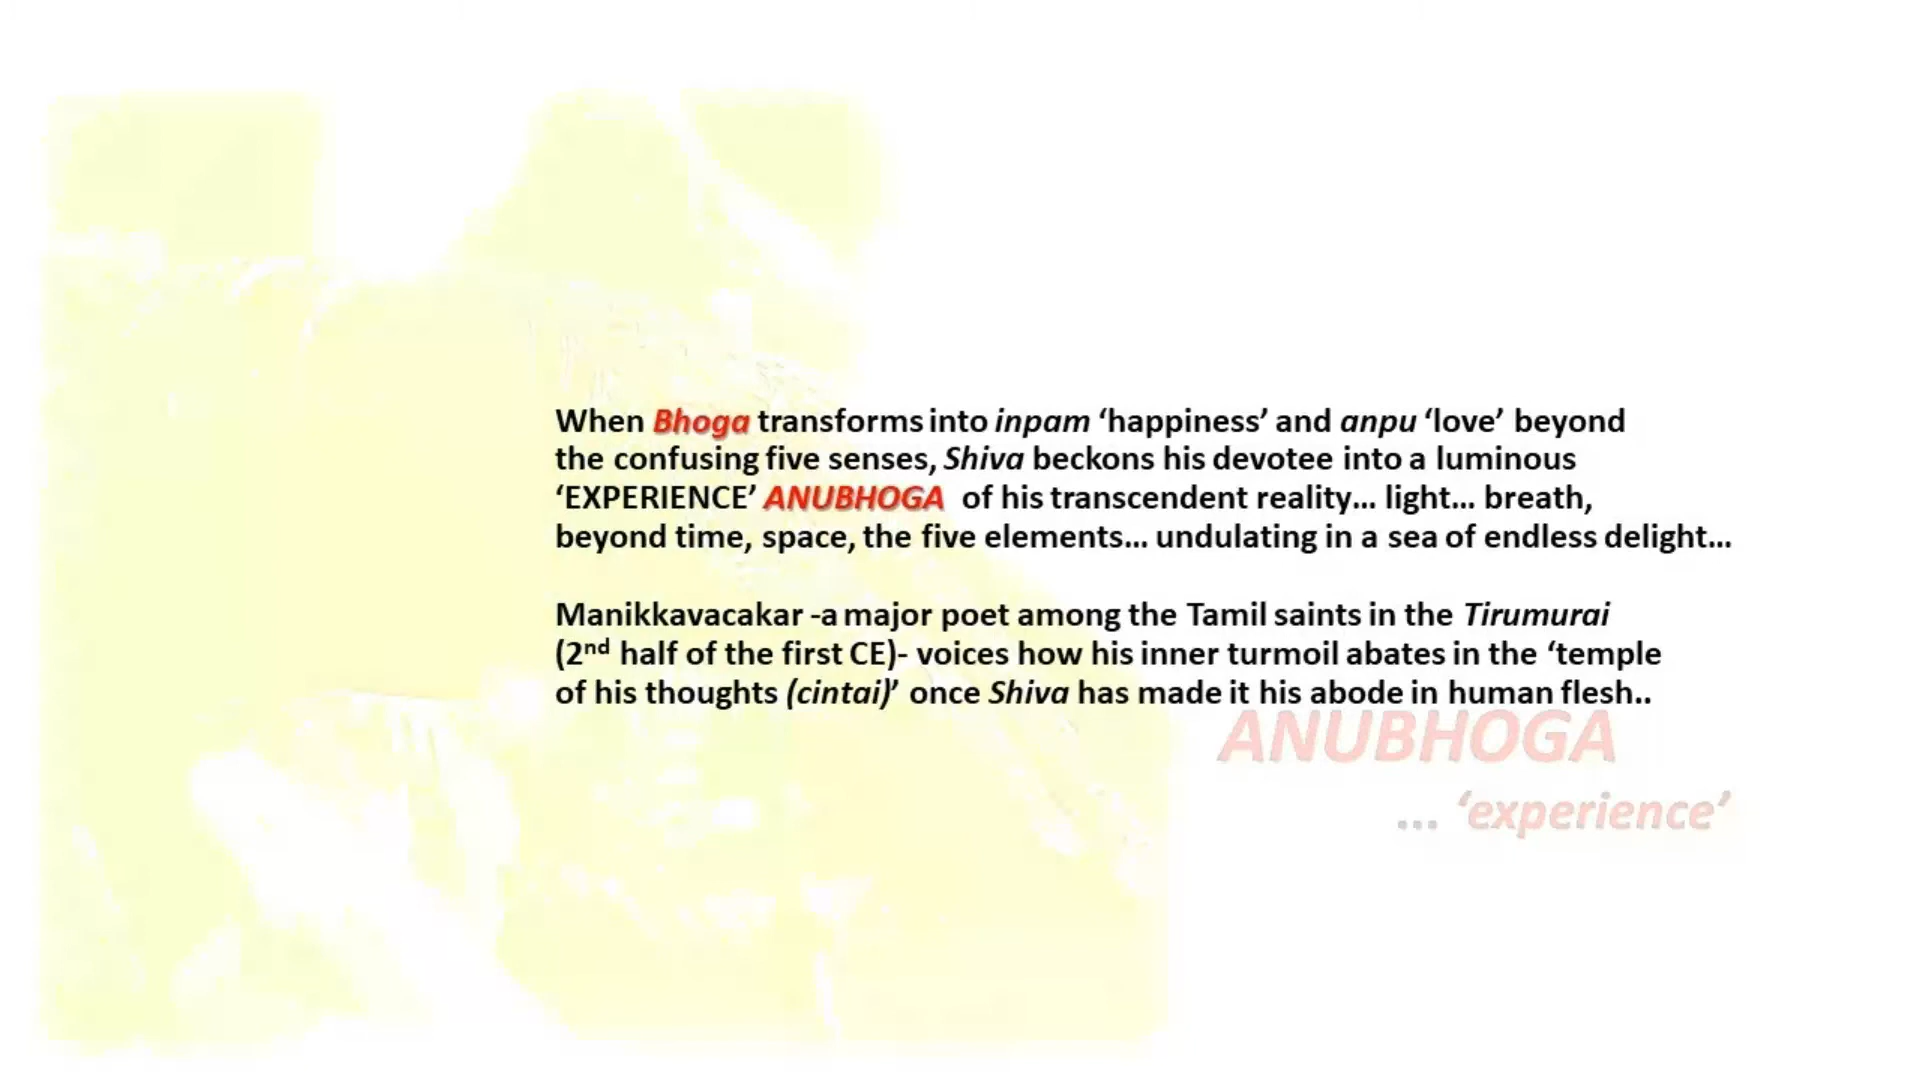 When Bhoga transforms into inpam ‘happiness’ and anpu ‘love’ beyond
the confusing five senses, Shiva beckons his devotee into a luminous
‘EXPERIENCE’ ANUBHOGA of his transcendent reality... light... breath,
beyond time, space, the five elements... undulating in a sea of endless delight...
Manikkavacakar -a major poet among the Tamil saints in the Tirumurai
(2nd half of the first CE)- voices how his inner turmoil abates in the ‘temple
of his thoughts (cintai)’ once Shiva has made it his abode in human flesh..
ANUBHOGA
... ‘experience’